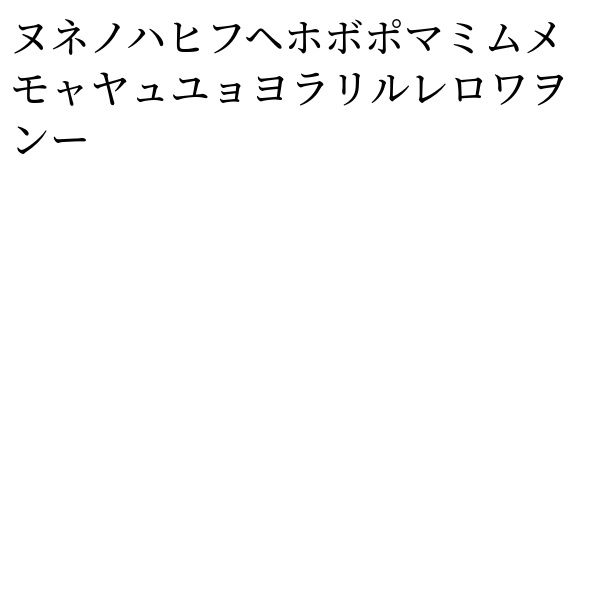 ヌネノハヒフヘホボポマミムメ
モャヤュユョヨラリルレロワヲ
ンー